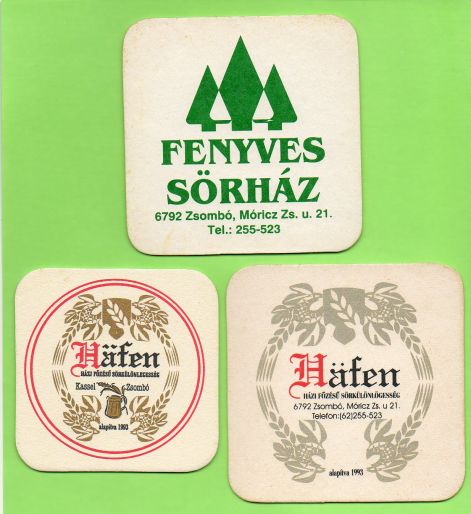 FENYVES
SÖRHÁZ
6792 Zsombó, Móricz Zs. u. 21.
Tel.: 255-523
Häfen
HÁZI FŐZÉSŰ SÖRKÜLÖNLEGESSÉG
Kassel Zsombó
alapítva 1993
Häfen
HÁZI FŐZÉSŰ SÖRKÜLÖNLÖGESSÉG
6792 Zsombó, Móricz Zs. u 21.
Telefon:(62)255-523
alapítva 1993